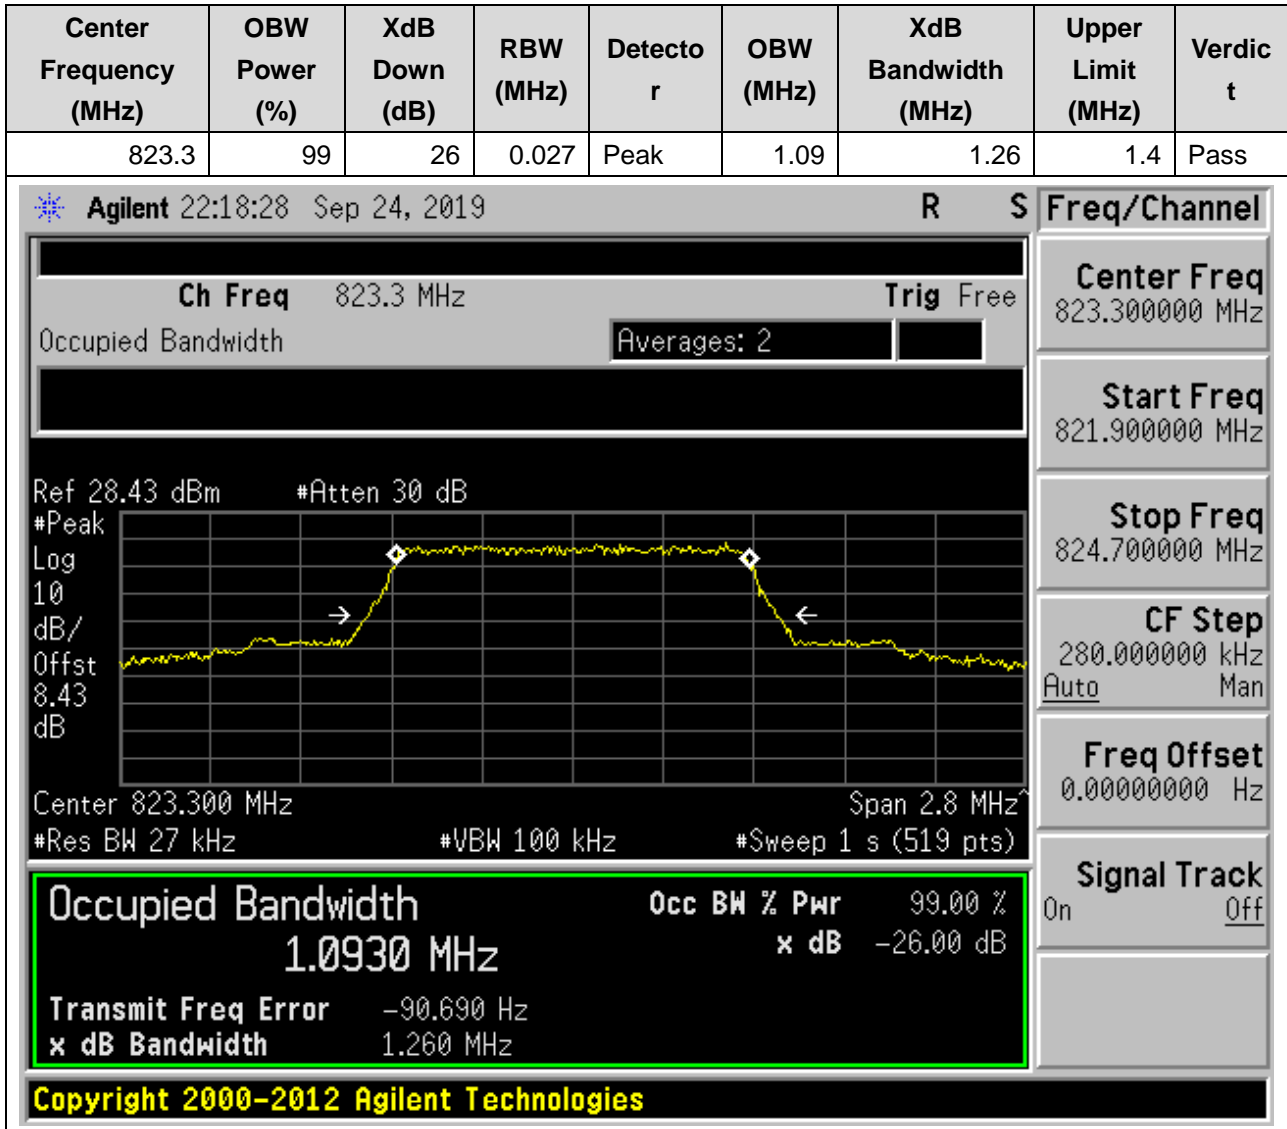 Center Frequency (MHz) OBW Power (%) XdB Down (dB) RBW (MHz) Detecto r OBW (MHz) XdB Bandwidth (MHz) Upper Limit (MHz) Verdic t
823.3 99 26 0.027 Peak 1.09 1.26 1.4 Pass
Agilent 22:18:28 Sep 24, 2019 R S
Ch Freq 823.3 MHz Trig Free
Occupied Bandwidth Averages: 2
Ref 28.43 dBm #Atten 30 dB
#Peak
Log
10
dB/
Offst
8.43
dB
Center 823.300 MHz Span 2.8 MHz^
#Res BW 27 kHz #VBW 100 kHz #Sweep 1 s (519 pts)
Occupied Bandwidth Occ BW % Pwr 99.00 %
1.0930 MHz x dB -26.00 dB
Transmit Freq Error -90.690 Hz
x dB Bandwidth 1.260 MHz
Copyright 2000-2012 Agilent Technologies
Freq/Channel
Center Freq
823.300000 MHz
Start Freq
821.900000 MHz
Stop Freq
824.700000 MHz
CF Step
280.000000 kHz
Auto Man
Freq Offset
0.00000000 Hz
Signal Track
On Off